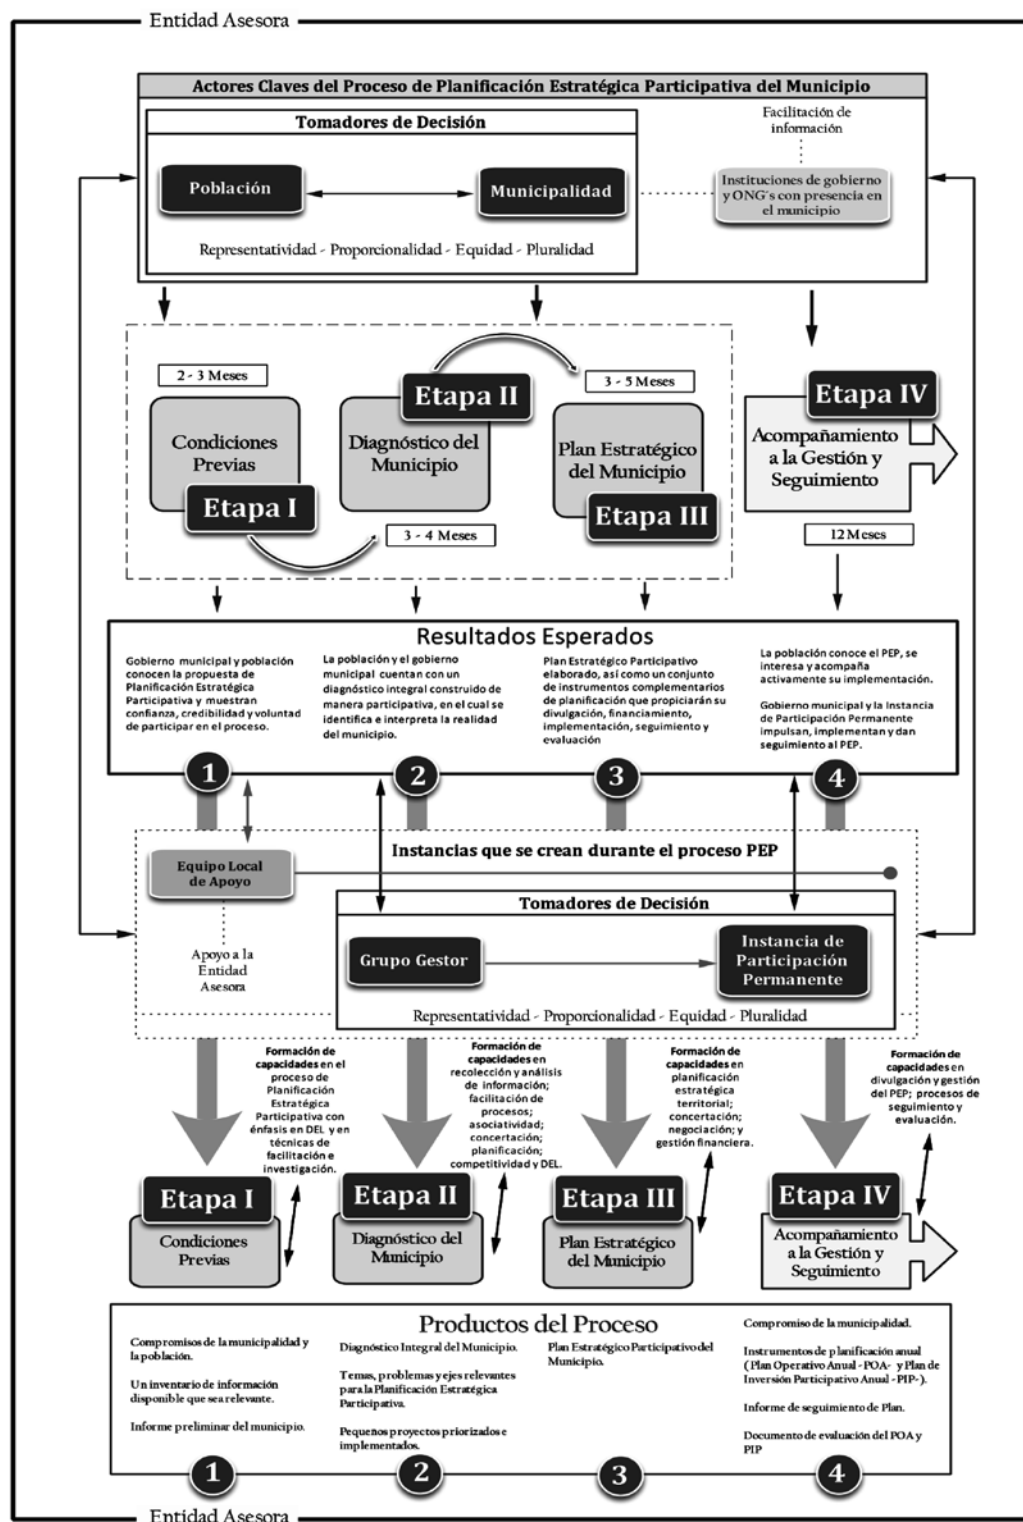 Entidad Asesora
Actores Claves del Proceso de Planificación Estratégica Participativa del Municipio
Tomadores de Decisión
Población
Municipalidad
Representatividad - Proporcionalidad - Equidad - Pluralidad
Facilitación de
información
Instituciones de gobierno
y ONG´s con presencia en
el municipio
2 - 3 Meses
Condiciones
Previas
Etapa I
Etapa II
Diagnóstico del
Municipio
3 - 4 Meses
3 - 5 Meses
Plan Estratégico
del Municipio
Etapa III
Etapa IV
Acompañamiento
a la Gestión y
Seguimiento
12 Meses
Resultados Esperados
Gobierno municipal y población
conocen la propuesta de
Planificación Estratégica
Participativa y muestran
confianza, credibilidad y voluntad
de participar en el proceso.
La población y el gobierno
municipal cuentan con un
diagnóstico integral construido de
manera participativa, en el cual se
identifica e interpreta la realidad
del municipio.
Plan Estratégico Participativo
elaborado, así como un conjunto
de instrumentos complementarios
de planificación que propiciarán su
divulgación, financiamiento,
implementación, seguimiento y
evaluación
La población conoce el PEP, se
interesa y acompaña
activamente su implementación.
Gobierno municipal y la Instancia
de Participación Permanente
impulsan, implementan y dan
seguimiento al PEP.
1
2
3
4
Instancias que se crean durante el proceso PEP
Equipo Local
de Apoyo
Apoyo a la
Entidad
Asesora
Tomadores de Decisión
Grupo Gestor
Instancia de
Participación
Permanente
Representatividad - Proporcionalidad - Equidad - Pluralidad
Formación de
capacidades en el
proceso de
Planificación
Estratégica
Participativa con
énfasis en DEL y en
técnicas de
facilitación e
investigación.
Formación de
capacidades en
recolección y análisis
de información;
facilitación de
procesos;
asociatividad;
concertación;
planificación;
competitividad y DEL.
Formación de
capacidades en
planificación
estratégica
territorial;
concertación;
negociación; y
gestión financiera.
Formación de
capacidades en
divulgación y gestión
del PEP; procesos de
seguimiento y
evaluación.
Etapa I
Condiciones
Previas
Etapa II
Diagnóstico del
Municipio
Etapa III
Plan Estratégico
del Municipio
Etapa IV
Acompañamiento
a la Gestión y
Seguimiento
Productos del Proceso
Compromisos de la municipalidad y
la población.
Un inventario de información
disponible que sea relevante.
Informe preliminar del municipio.
Diagnóstico Integral del Municipio.
Temas, problemas y ejes relevantes
para la Planificación Estratégica
Participativa.
Pequeños proyectos priorizados e
implementados.
Plan Estratégico Participativo del
Municipio.
Compromiso de la municipalidad.
Instrumentos de planificación anual
( Plan Operativo Anual - POA- y Plan de
Inversión Participativo Anual - PIP-).
Informe de seguimiento de Plan.
Documento de evaluación del POA y
PIP
1
2
3
4
Entidad Asesora